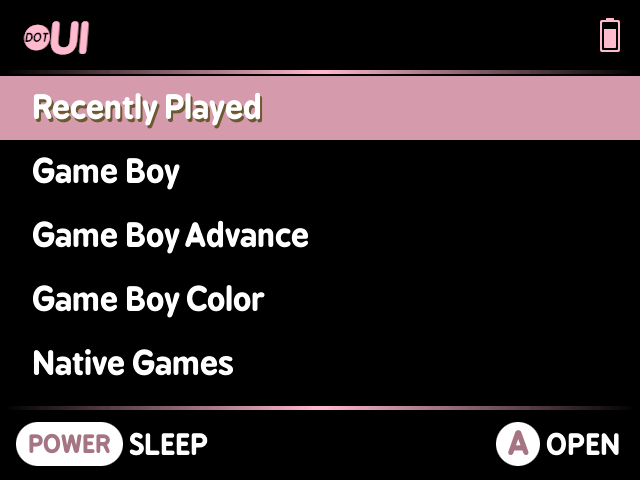 DOT UI
Recently Played
Game Boy
Game Boy Advance
Game Boy Color
Native Games
POWER SLEEP
A OPEN